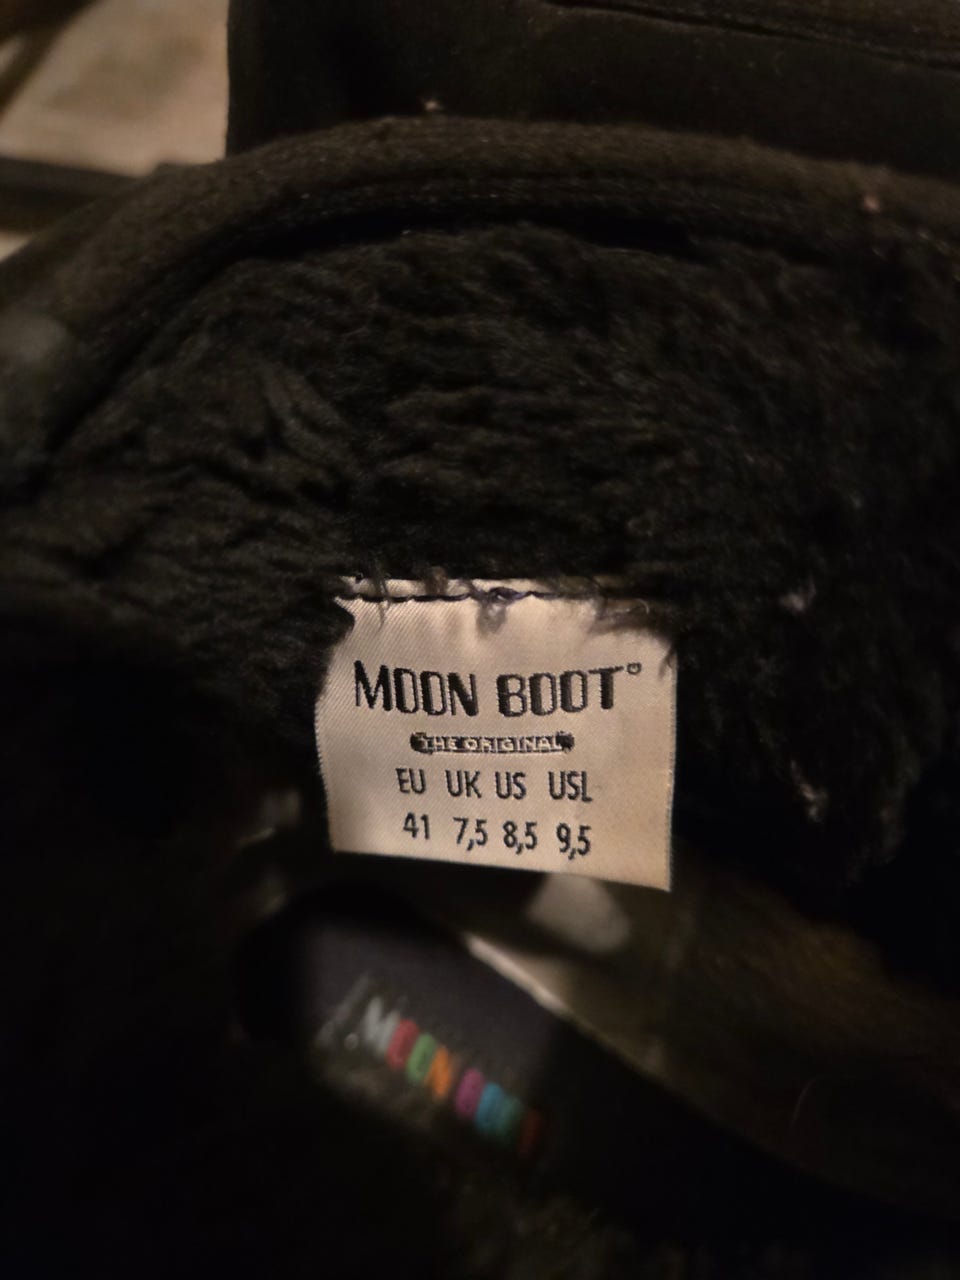 MOON BOOT®
THE ORIGINAL
EU UK US USL
41 7,5 8,5 9,5
MOON BOOT